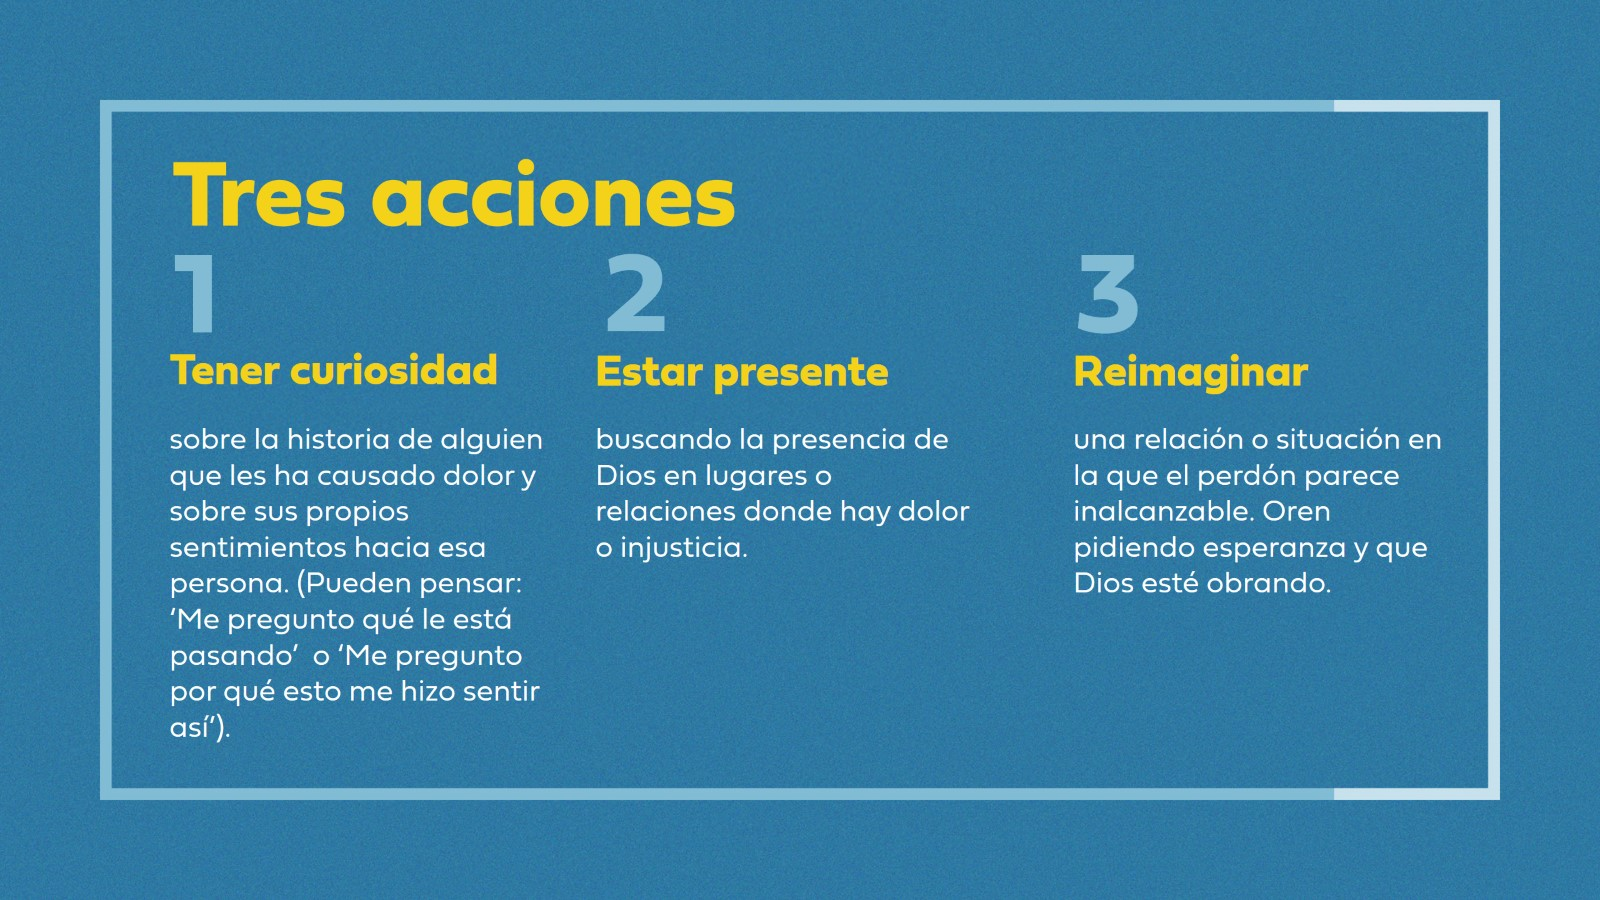 Tres acciones
1
Tener curiosidad
sobre la historia de alguien
que les ha causado dolor y
sobre sus propios
sentimientos hacia esa
persona. (Pueden pensar:
‘Me pregunto qué le está
pasando’  o ‘Me pregunto
por qué esto me hizo sentir
así’).
2
Estar presente
buscando la presencia de
Dios en lugares o
relaciones donde hay dolor
o injusticia.
3
Reimaginar
una relación o situación en
la que el perdón parece
inalcanzable. Oren
pidiendo esperanza y que
Dios esté obrando.